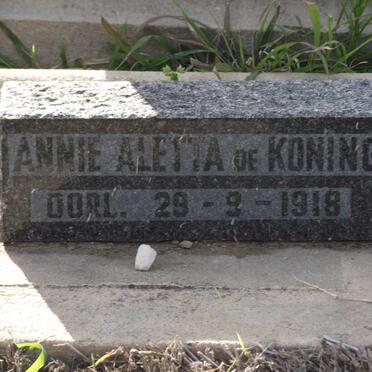 ANNIE ALETTA DE KONING
OORL. 29-9-1918